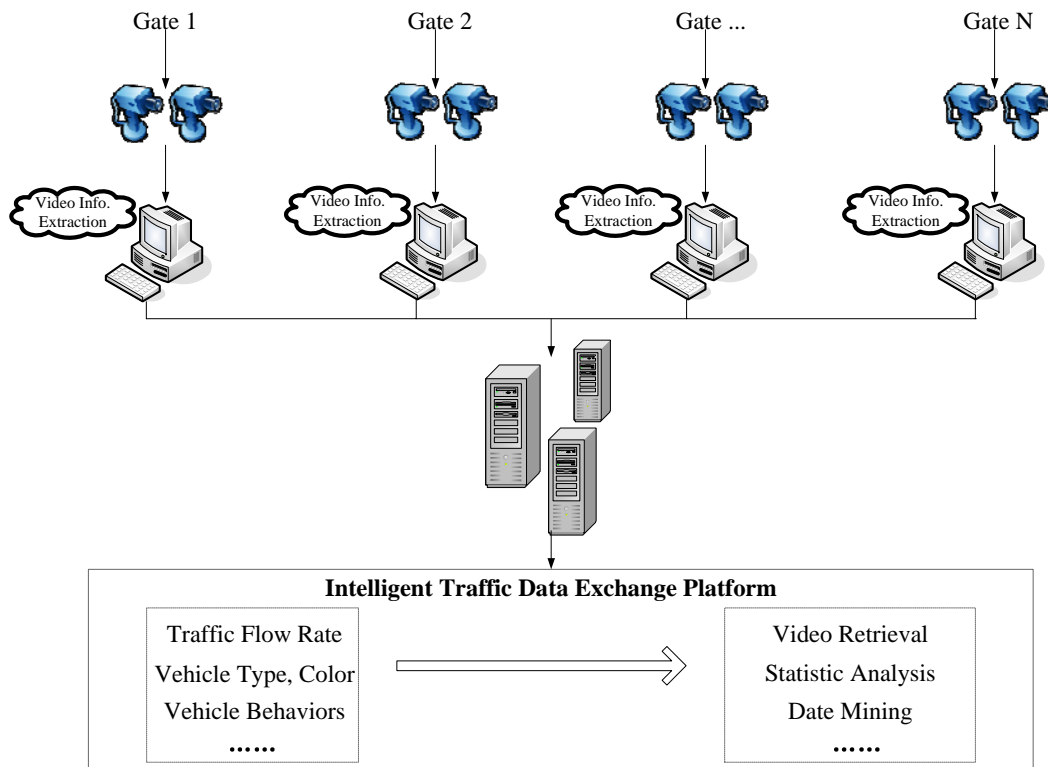 Gate 1
Gate 2
Gate ...
Gate N
Video Info.
Extraction
Video Info.
Extraction
Video Info.
Extraction
Video Info.
Extraction
Intelligent Traffic Data Exchange Platform
Traffic Flow Rate
Vehicle Type, Color
Vehicle Behaviors
……
Video Retrieval
Statistic Analysis
Date Mining
……